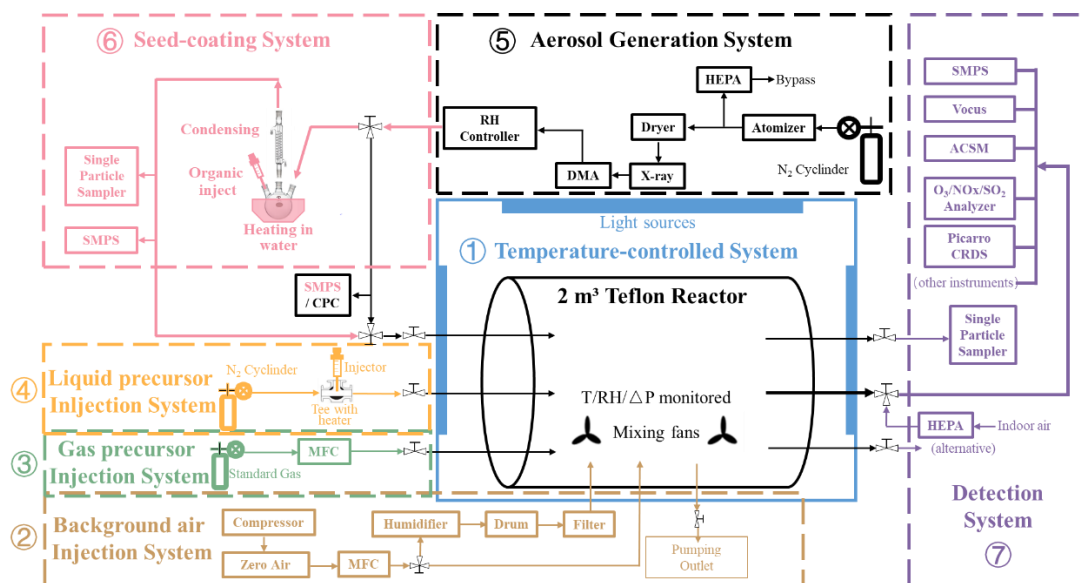 ⑥ Seed-coating System
Condensing
Organic
inject
Heating in
water
Single
Particle
Sampler
SMPS
SMPS
/ CPC
⑤ Aerosol Generation System
HEPA
Bypass
RH
Controller
Dryer
Atomizer
DMA
X-ray
N₂ Cyclinder
Light sources
① Temperature-controlled System
2 m³ Teflon Reactor
T/RH/△P monitored
Mixing fans
④ Liquid precursor
Inljection System
N₂ Cyclinder
Injector
Tee with
heater
③ Gas precursor
Injection System
Standard Gas
MFC
② Background air
Injection System
Compressor
Zero Air
MFC
Humidifier
Drum
Filter
Pumping
Outlet
SMPS
Vocus
ACSM
O₃/NOx/SO₂
Analyzer
Picarro
CRDS
(other instruments)
Single
Particle
Sampler
HEPA
Indoor air
(alternative)
Detection
System
⑦